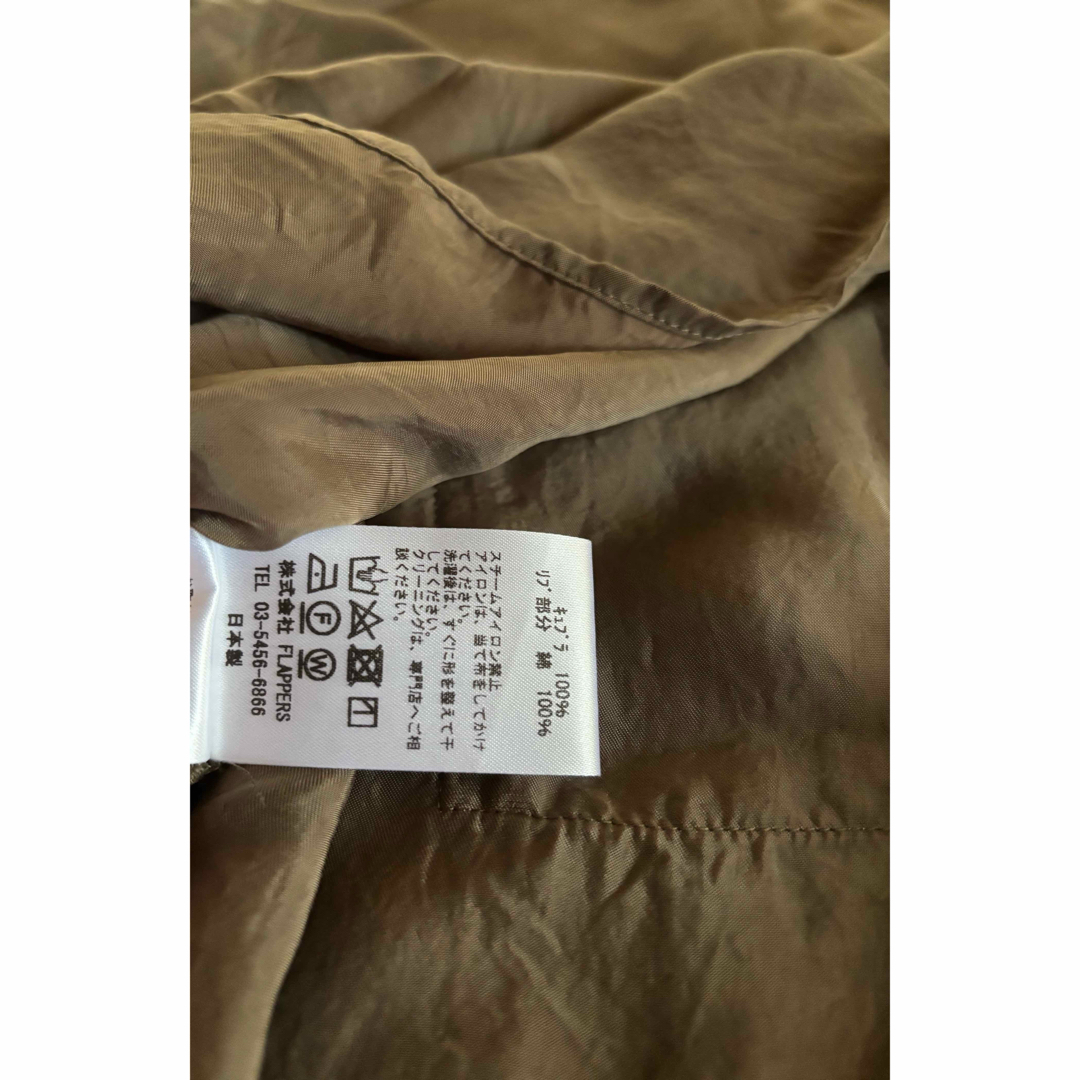 ｷｭﾌﾟﾗ 100%
ﾘﾌﾞ部分 綿 100%
スチームアイロン禁止
アイロンは、当て布をしてかけ
てください。
洗濯後は、すぐに形を整えて干
してください。
クリーニングは、専門店へご相
談ください。
F W
株式会社 FLAPPERS
TEL 03-5456-6866
日本製